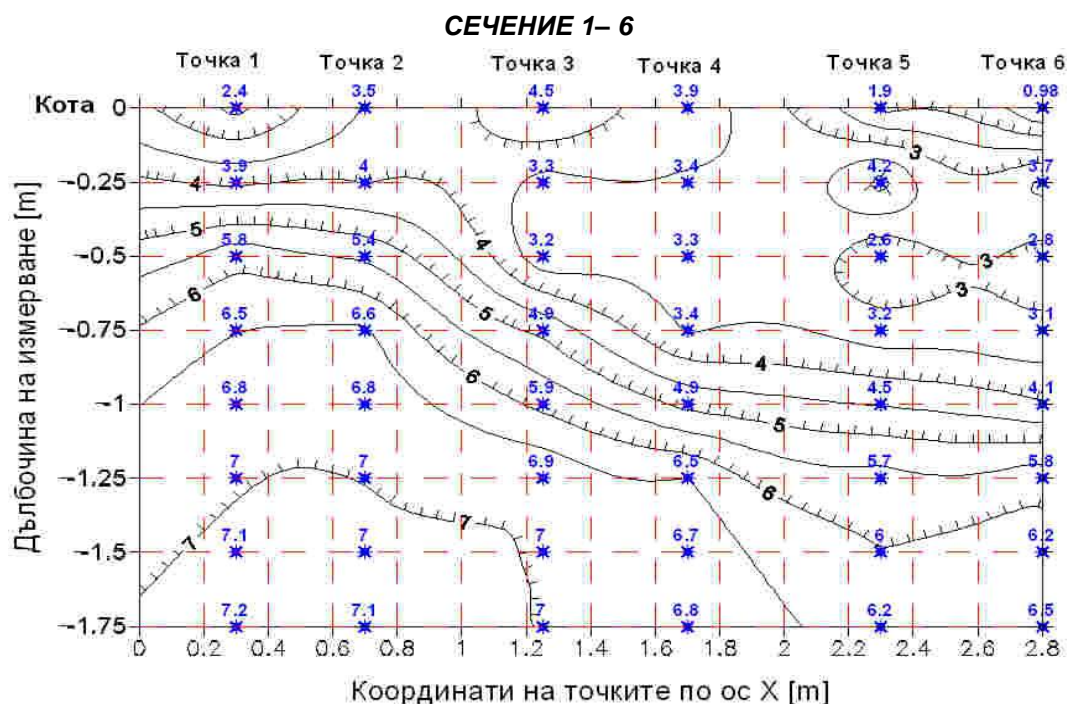 СЕЧЕНИЕ 1– 6
Точка 1 Точка 2 Точка 3 Точка 4 Точка 5 Точка 6
Кота 0 2.4 3.5 4.5 3.9 1.9 0.98
3
-0.25 4 3.9 4 3.3 3.4 4.2 3.7
5 4
-0.5 5.8 5.4 3.2 3.3 2.6 3 2.8
6 3
-0.75 6.5 6.6 4.9 5 3.4 3.2 3.1
6 4
-1 6.8 6.8 5.9 4.9 4.5 4.1
5
-1.25 7 7 6.9 6.5 5.7 5.8
6
7 7
-1.5 7.1 7 7 6.7 6 6.2
-1.75 7.2 7.1 7 6.8 6.2 6.5
0 0.2 0.4 0.6 0.8 1 1.2 1.4 1.6 1.8 2 2.2 2.4 2.6 2.8
Дълбочина на измерване [m]
Координати на точките по ос X [m]